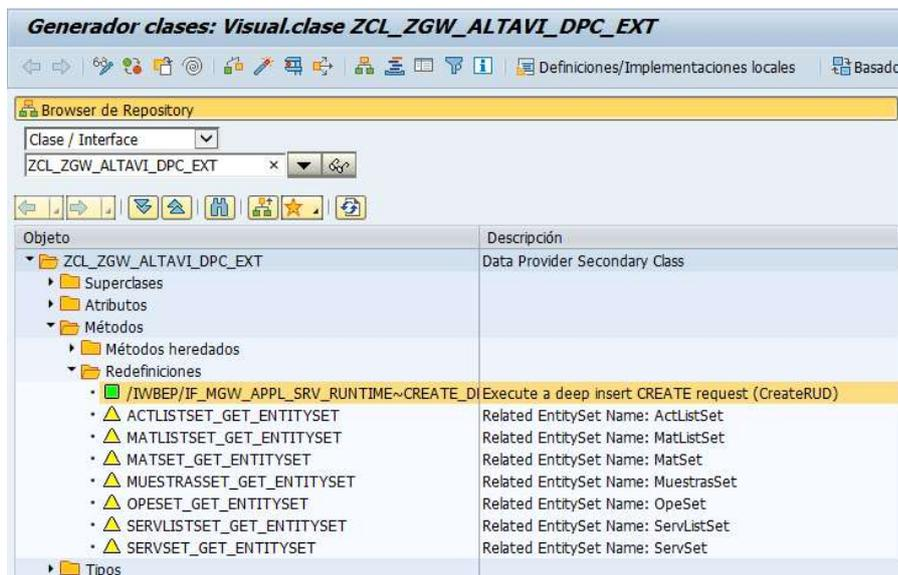 Generador clases: Visual.clase ZCL_ZGW_ALTAVI_DPC_EXT
Definiciones/Implementaciones locales Basado
Browser de Repository
Clase / Interface
ZCL_ZGW_ALTAVI_DPC_EXT
Objeto Descripción
ZCL_ZGW_ALTAVI_DPC_EXT Data Provider Secondary Class
Superclases
Atributos
Métodos
Métodos heredados
Redefiniciones
/IWBEP/IF_MGW_APPL_SRV_RUNTIME~CREATE_DI Execute a deep insert CREATE request (CreateRUD)
ACTLISTSET_GET_ENTITYSET Related EntitySet Name: ActListSet
MATLISTSET_GET_ENTITYSET Related EntitySet Name: MatListSet
MATSET_GET_ENTITYSET Related EntitySet Name: MatSet
MUESTRASSET_GET_ENTITYSET Related EntitySet Name: MuestrasSet
OPESET_GET_ENTITYSET Related EntitySet Name: OpeSet
SERVLISTSET_GET_ENTITYSET Related EntitySet Name: ServListSet
SERVSET_GET_ENTITYSET Related EntitySet Name: ServSet
Tipos